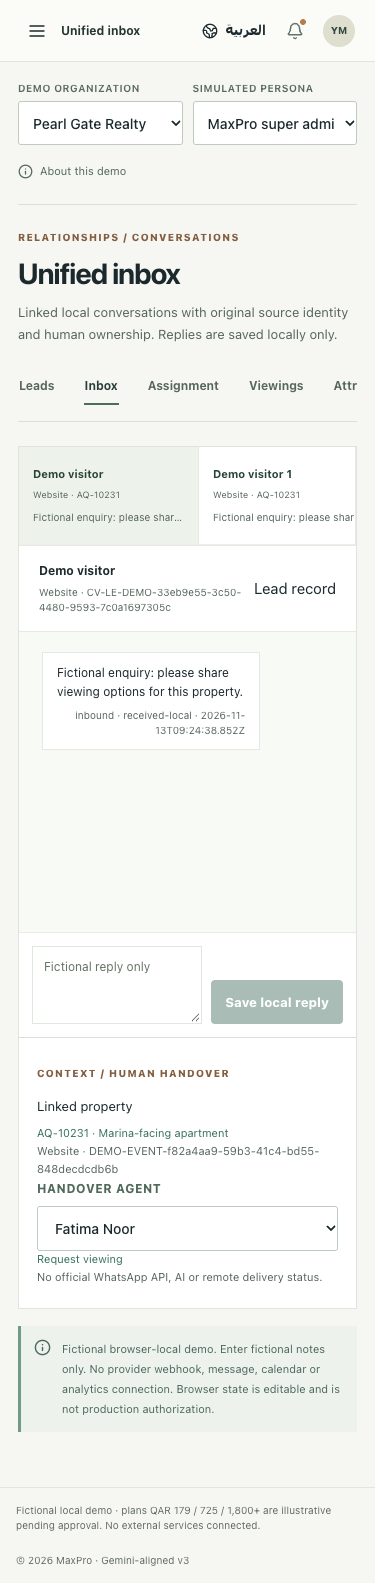 Unified inbox
العربية
YM
DEMO ORGANIZATION
SIMULATED PERSONA
Pearl Gate Realty
MaxPro super admi
About this demo
RELATIONSHIPS / CONVERSATIONS
Unified inbox
Linked local conversations with original source identity
and human ownership. Replies are saved locally only.
Leads Inbox Assignment Viewings Attr
Demo visitor
Website · AQ-10231
Fictional enquiry: please shar...
Demo visitor 1
Website · AQ-10231
Fictional enquiry: please shar
Demo visitor
Website · CV-LE-DEMO-33eb9e55-3c50-
4480-9593-7c0a1697305c
Lead record
Fictional enquiry: please share
viewing options for this property.
inbound · received-local · 2026-11-
13T09:24:38.852Z
Fictional reply only
Save local reply
CONTEXT / HUMAN HANDOVER
Linked property
AQ-10231 · Marina-facing apartment
Website · DEMO-EVENT-f82a4aa9-59b3-41c4-bd55-
848decdcdb6b
HANDOVER AGENT
Fatima Noor
Request viewing
No official WhatsApp API, AI or remote delivery status.
Fictional browser-local demo. Enter fictional notes
only. No provider webhook, message, calendar or
analytics connection. Browser state is editable and is
not production authorization.
Fictional local demo · plans QAR 179 / 725 / 1,800+ are illustrative
pending approval. No external services connected.
© 2026 MaxPro · Gemini-aligned v3